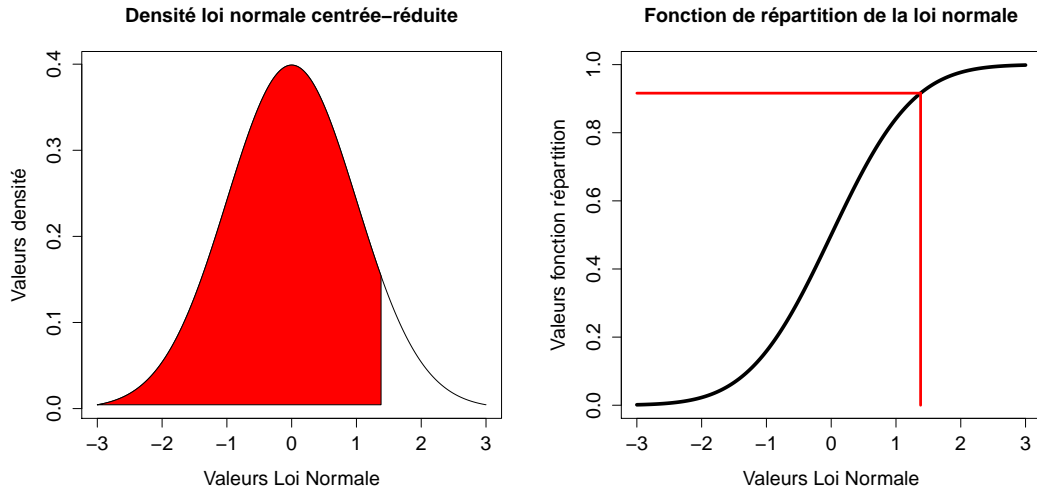 Densité loi normale centrée−réduite
Valeurs densité
0.4
0.3
0.2
0.1
0.0
−3 −2 −1 0 1 2 3
Valeurs Loi Normale
Fonction de répartition de la loi normale
Valeurs fonction répartition
1.0
0.8
0.6
0.4
0.2
0.0
−3 −2 −1 0 1 2 3
Valeurs Loi Normale